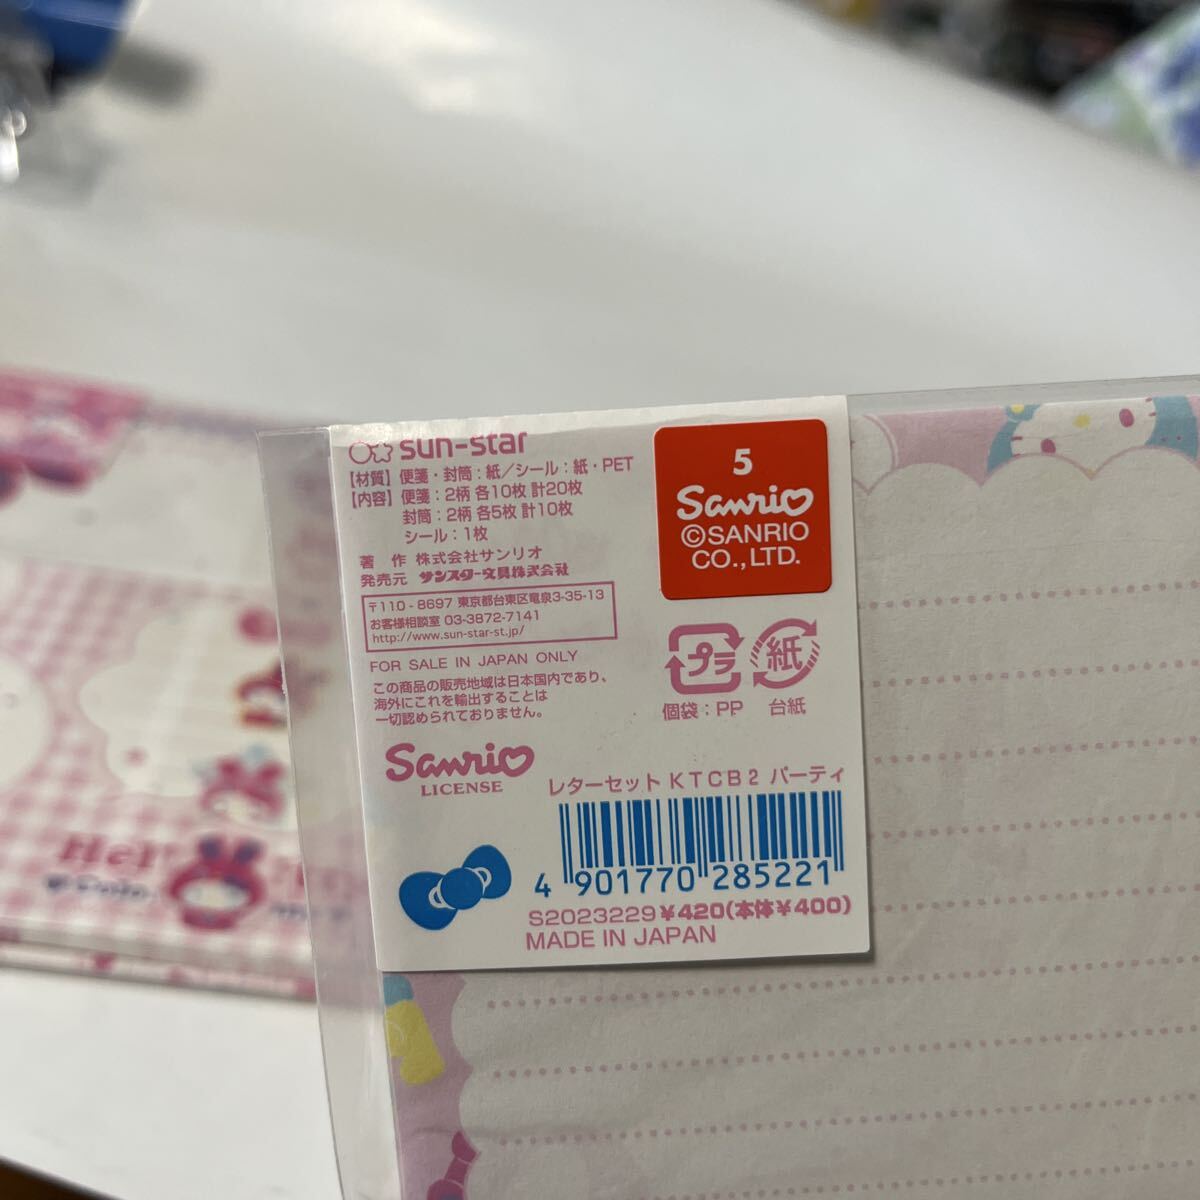 sun-star
【材質】便箋・封筒：紙／シール：紙・PET
【内容】便箋：2柄 各10枚 計20枚
封筒：2柄 各5枚 計10枚
シール：1枚
著 作 株式会社サンリオ
発売元 サンスター文具株式会社
〒110-8697 東京都台東区竜泉3-35-13
お客様相談室 03-3872-7141
http://www.sun-star-st.jp/
FOR SALE IN JAPAN ONLY
この商品の販売地域は日本国内であり、
海外にこれを輸出することは
一切認められておりません。
5
Sanrio
©SANRIO
CO.,LTD.
プラ
紙
個袋：PP 台紙
Sanrio
LICENSE
レターセット KTCB2 パーティ
4 901770 285221
S2023229 ¥420(本体¥400)
MADE IN JAPAN